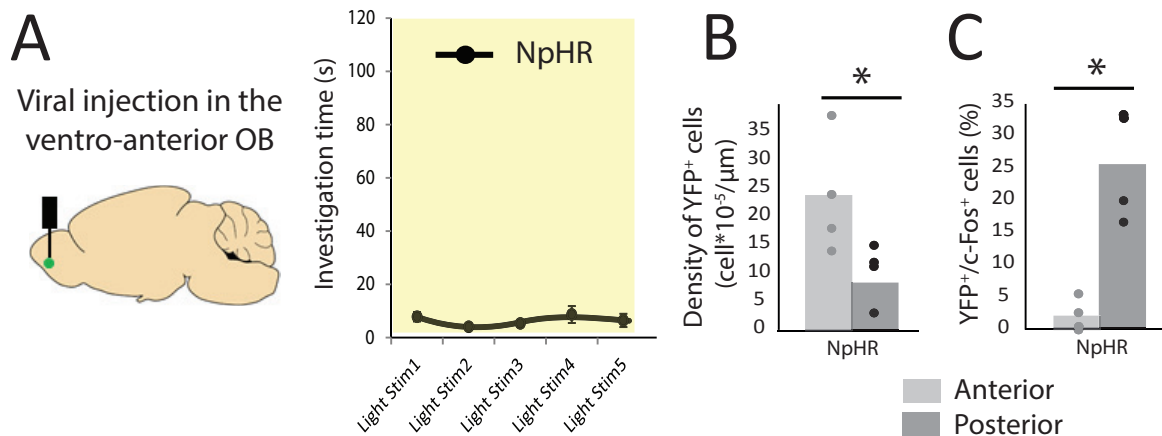 A
Viral injection in the
ventro-anterior OB
Investigation time (s)
120
100
80
60
40
20
0
NpHR
Light Stim1
Light Stim2
Light Stim3
Light Stim4
Light Stim5
B
Density of YFP⁺ cells
(cell*10⁻⁵/µm)
*
35
30
25
20
15
10
5
0
NpHR
C
YFP⁺/c-Fos⁺ cells (%)
*
35
30
25
20
15
10
5
0
NpHR
Anterior
Posterior